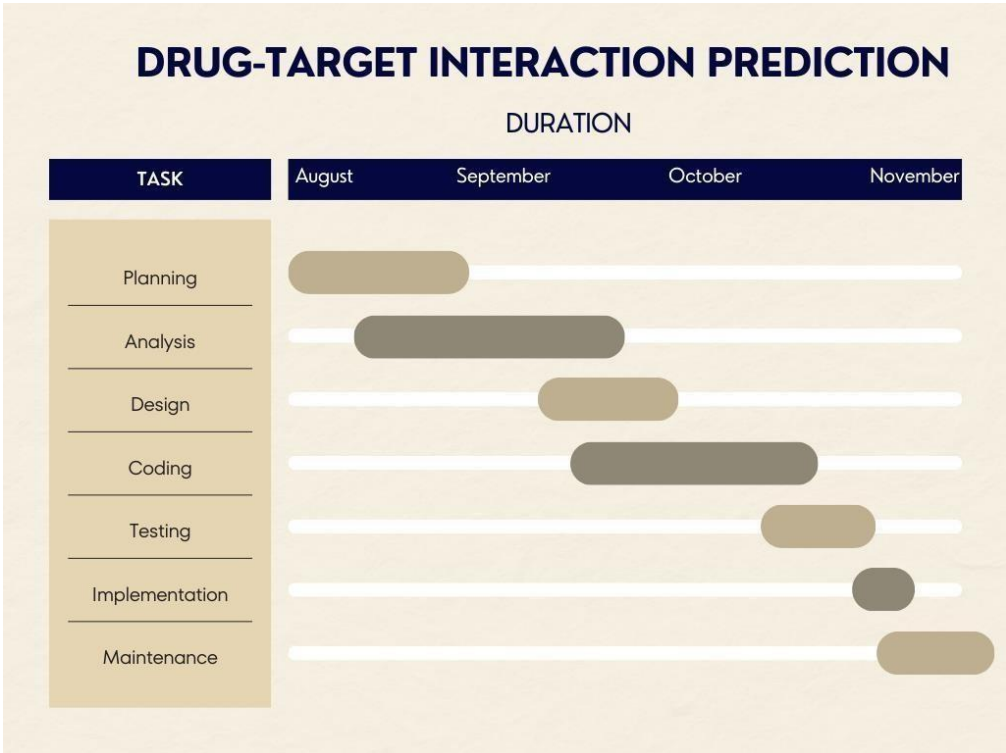 DRUG-TARGET INTERACTION PREDICTION
DURATION
TASK
August September October November
Planning
Analysis
Design
Coding
Testing
Implementation
Maintenance